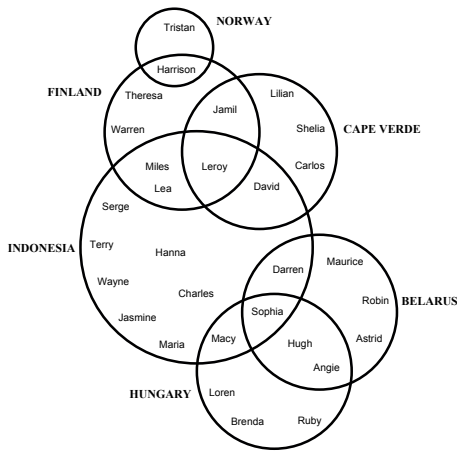 Tristan
NORWAY
Harrison
FINLAND
Theresa
Jamil
Lilian
Warren
Shelia
CAPE VERDE
Miles
Leroy
Carlos
Lea
David
Serge
INDONESIA
Terry
Hanna
Darren
Maurice
Wayne
Charles
Robin
BELARUS
Jasmine
Sophia
Maria
Macy
Hugh
Astrid
Angie
HUNGARY
Loren
Brenda
Ruby